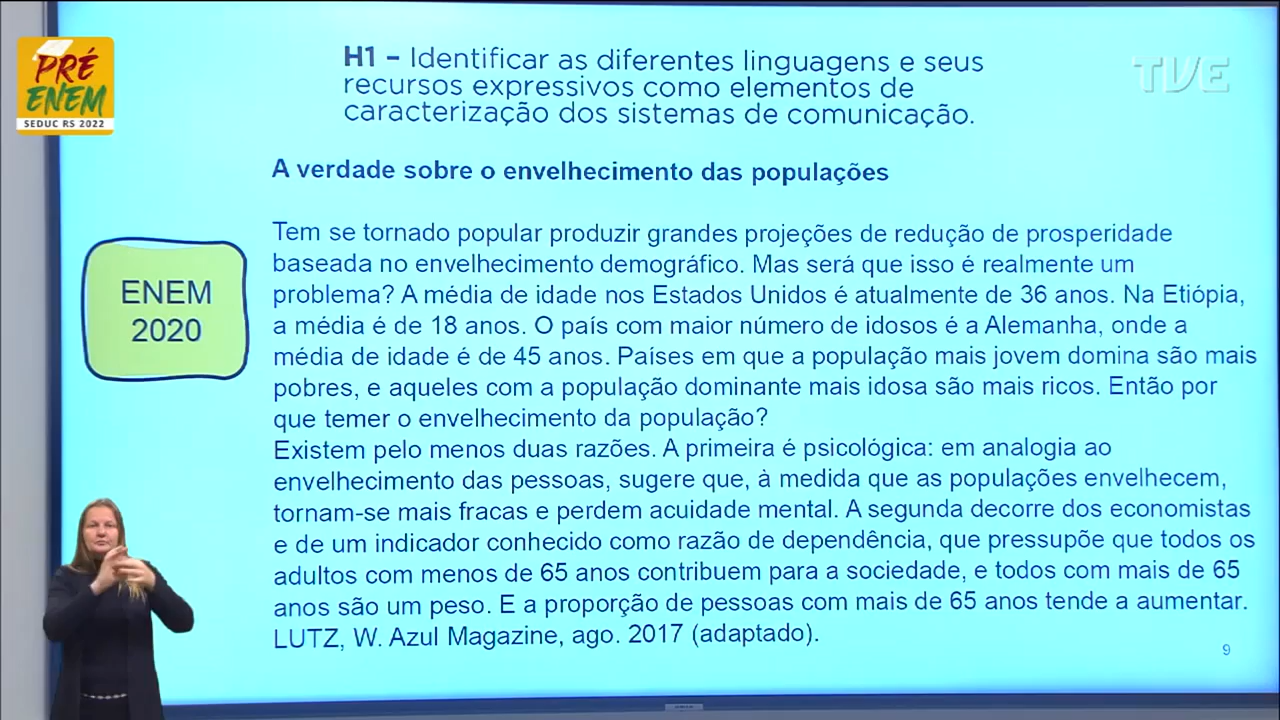 PRÉ
ENEM
SEDUC RS 2022
TVE
H1 – Identificar as diferentes linguagens e seus
recursos expressivos como elementos de
caracterização dos sistemas de comunicação.
A verdade sobre o envelhecimento das populações
ENEM
2020
Tem se tornado popular produzir grandes projeções de redução de prosperidade
baseada no envelhecimento demográfico. Mas será que isso é realmente um
problema? A média de idade nos Estados Unidos é atualmente de 36 anos. Na Etiópia,
a média é de 18 anos. O país com maior número de idosos é a Alemanha, onde a
média de idade é de 45 anos. Países em que a população mais jovem domina são mais
pobres, e aqueles com a população dominante mais idosa são mais ricos. Então por
que temer o envelhecimento da população?
Existem pelo menos duas razões. A primeira é psicológica: em analogia ao
envelhecimento das pessoas, sugere que, à medida que as populações envelhecem,
tornam-se mais fracas e perdem acuidade mental. A segunda decorre dos economistas
e de um indicador conhecido como razão de dependência, que pressupõe que todos os
adultos com menos de 65 anos contribuem para a sociedade, e todos com mais de 65
anos são um peso. E a proporção de pessoas com mais de 65 anos tende a aumentar.
LUTZ, W. Azul Magazine, ago. 2017 (adaptado).
9